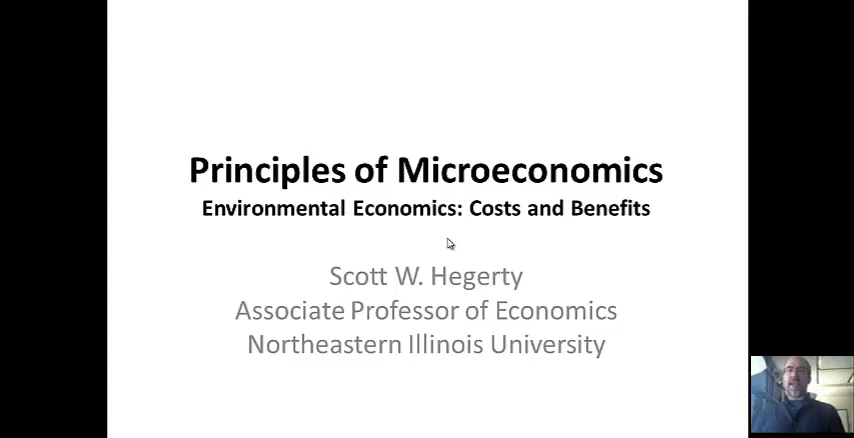 Principles of Microeconomics
Environmental Economics: Costs and Benefits
Scott W. Hegerty
Associate Professor of Economics
Northeastern Illinois University